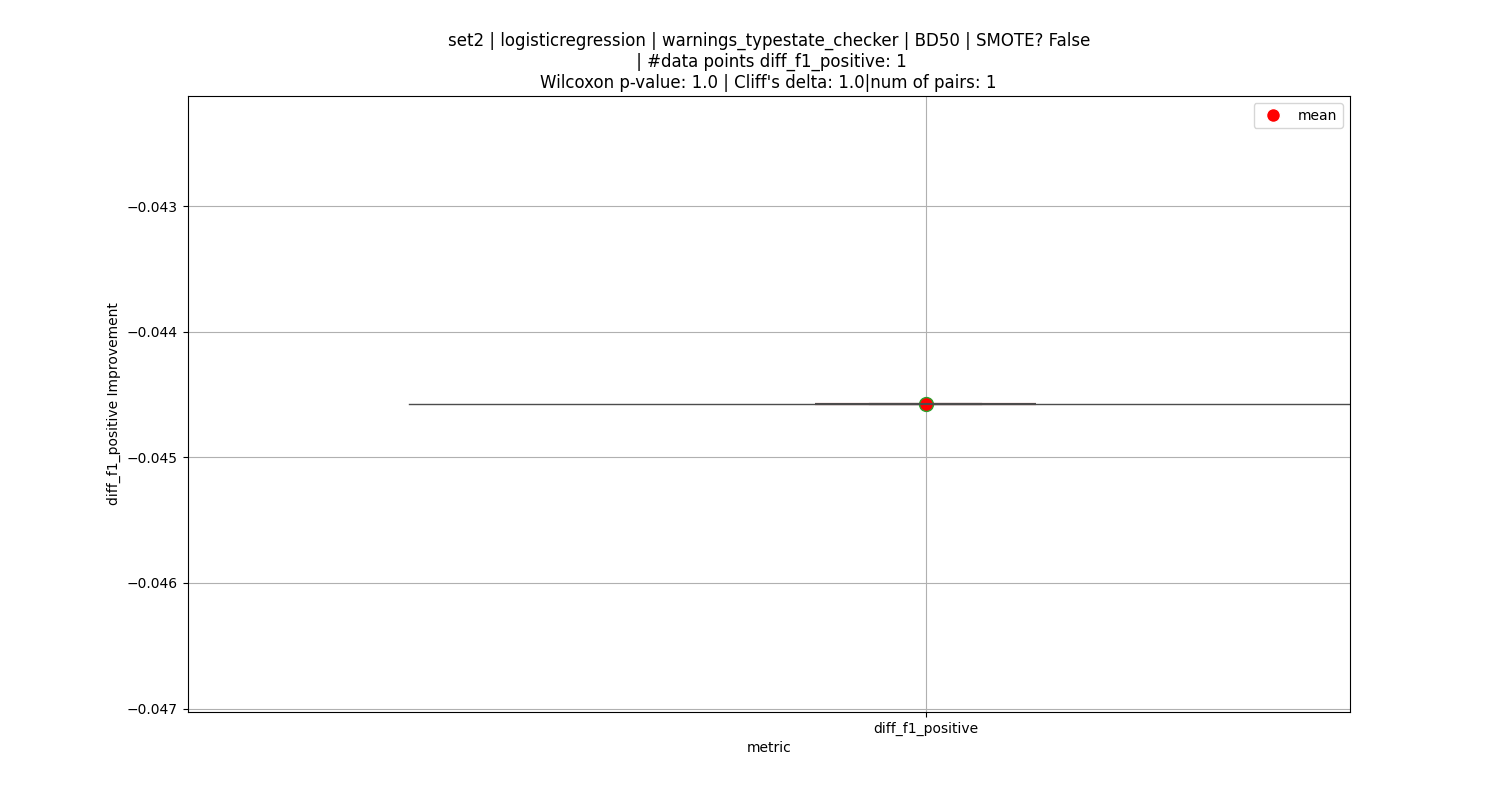 set2 | logisticregression | warnings_typestate_checker | BD50 | SMOTE? False
| #data points diff_f1_positive: 1
Wilcoxon p-value: 1.0 | Cliff's delta: 1.0|num of pairs: 1
mean
−0.043
−0.044
−0.045
−0.046
−0.047
diff_f1_positive Improvement
diff_f1_positive
metric